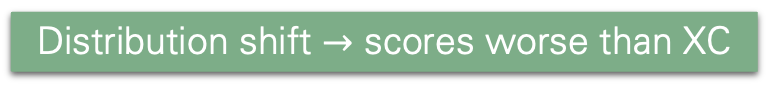 Distribution shift → scores worse than XC